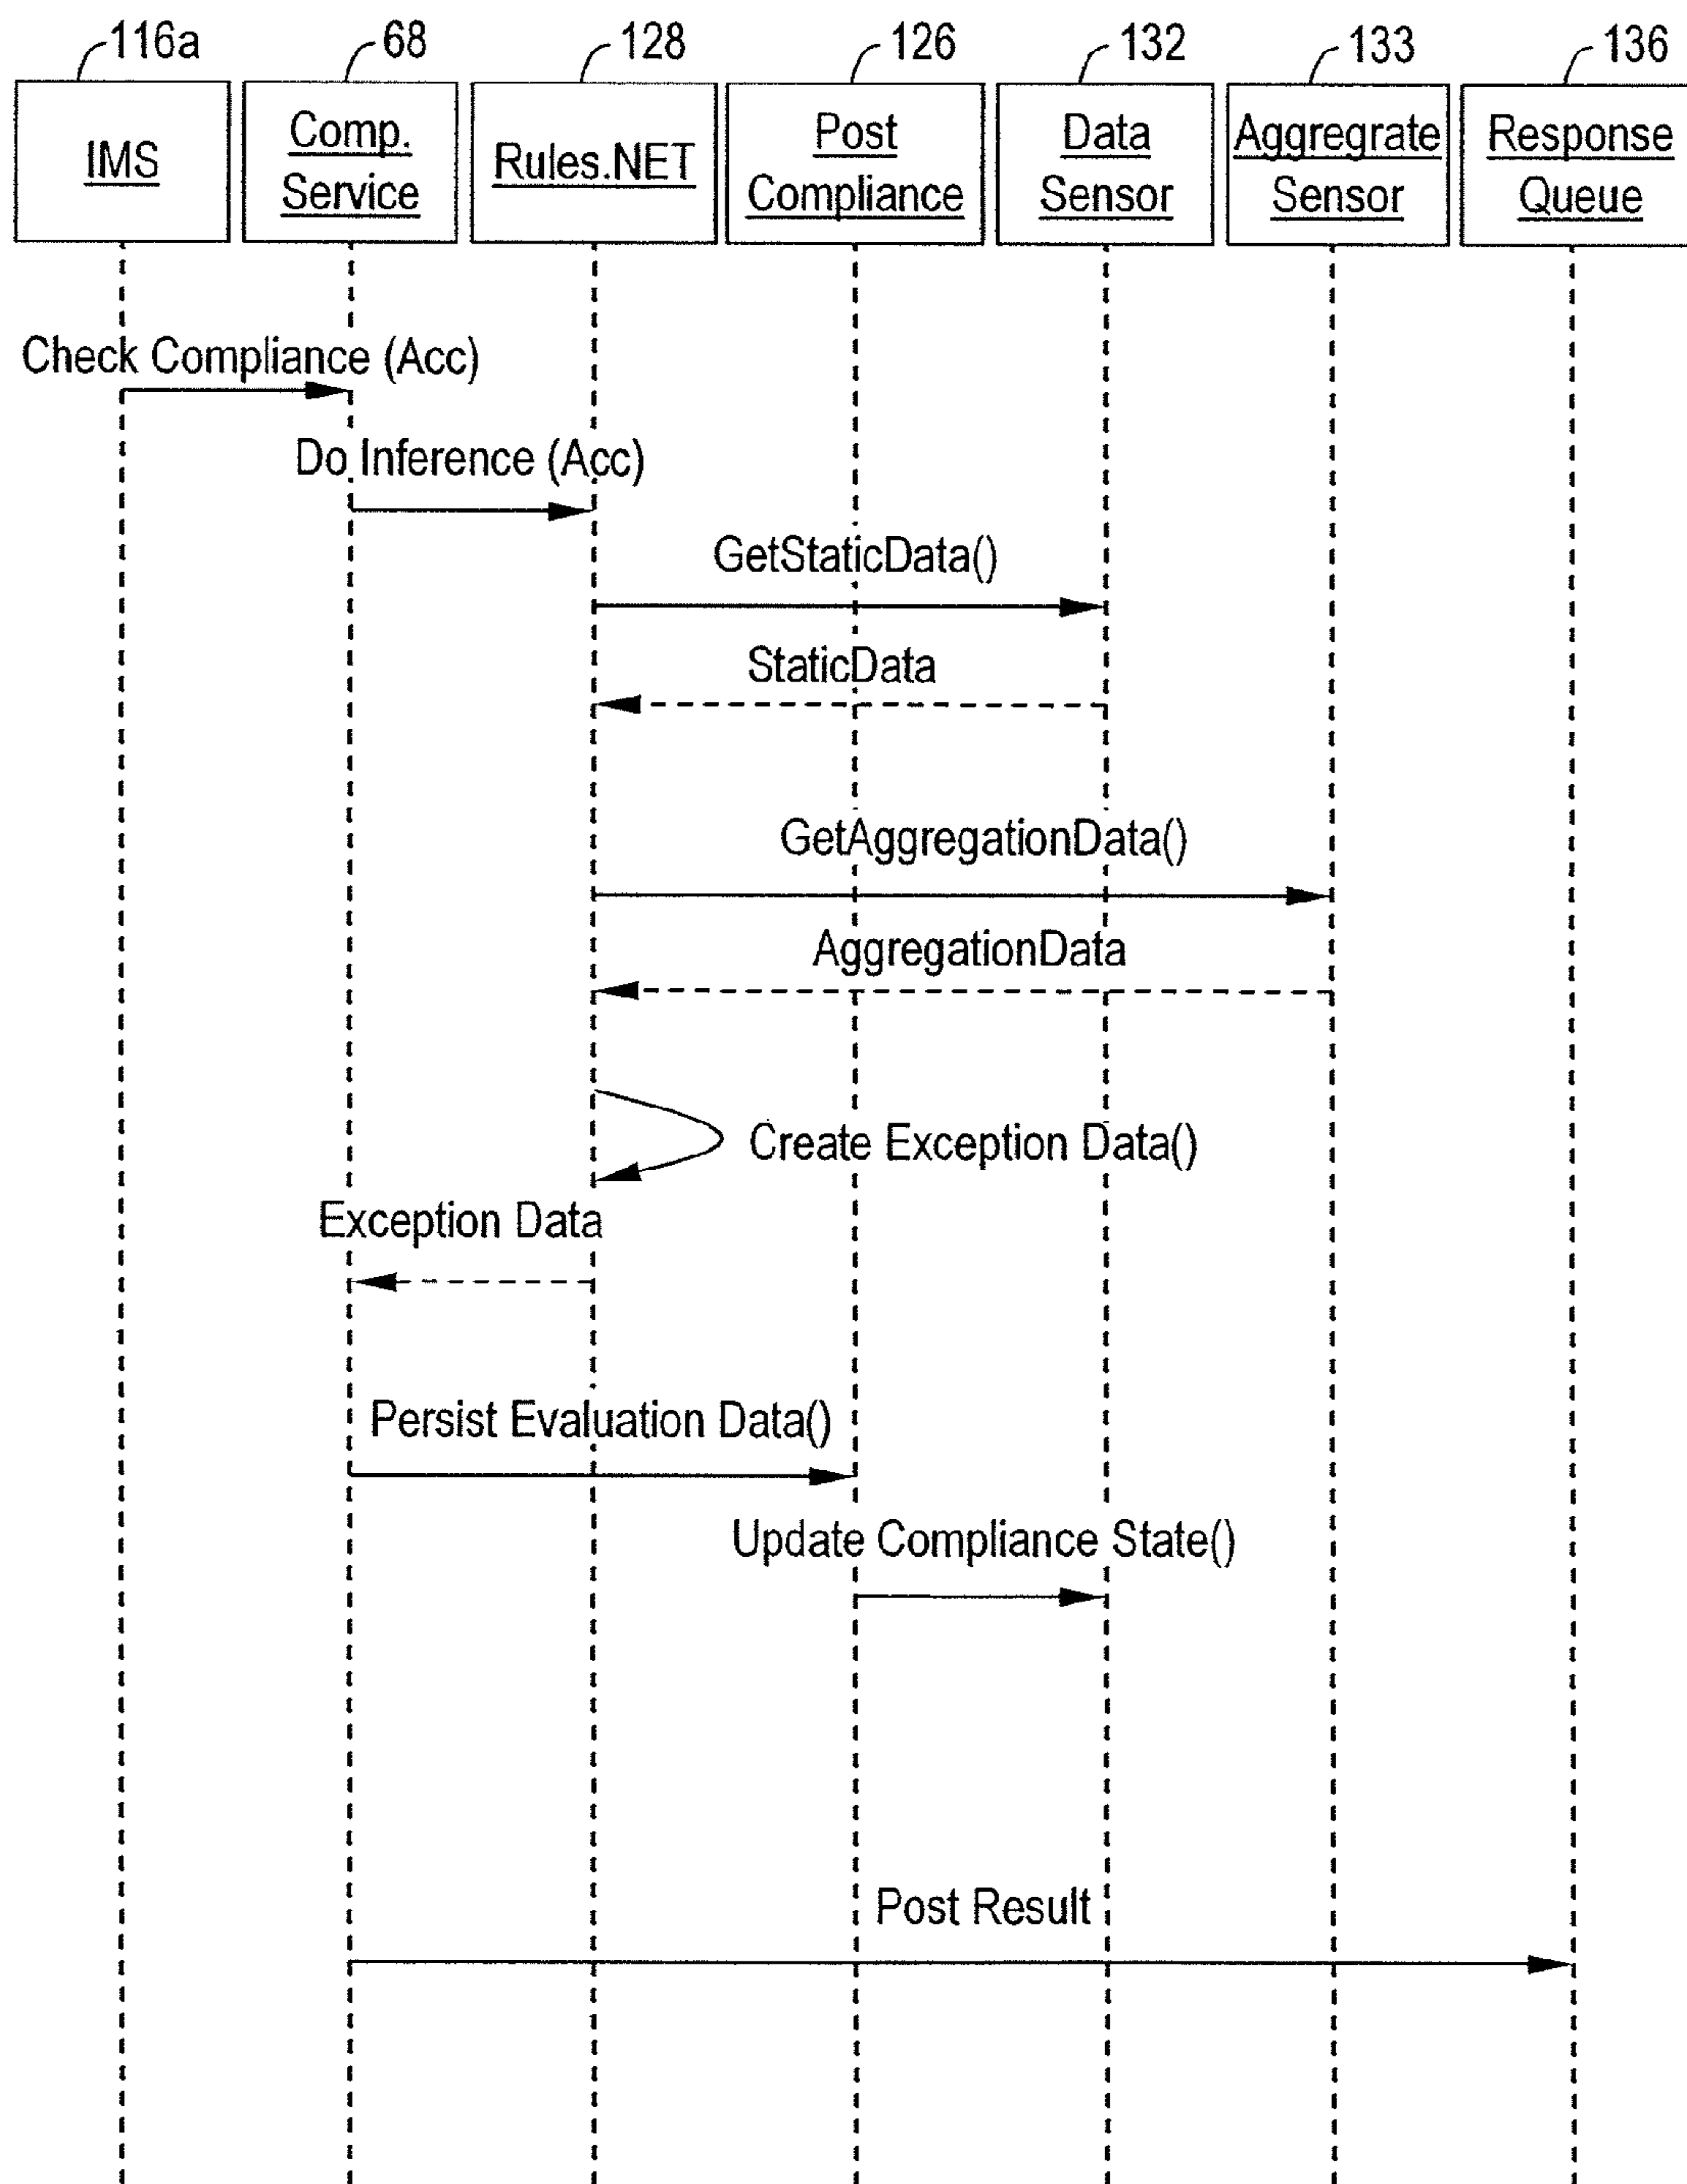 116a 68 128 126 132 133 136
IMS
Comp.
Service
Rules.NET
Post
Compliance
Data
Sensor
Aggregrate
Sensor
Response
Queue
Check Compliance (Acc)
Do Inference (Acc)
GetStaticData()
StaticData
GetAggregationData()
AggregationData
Create Exception Data()
Exception Data
Persist Evaluation Data()
Update Compliance State()
Post Result